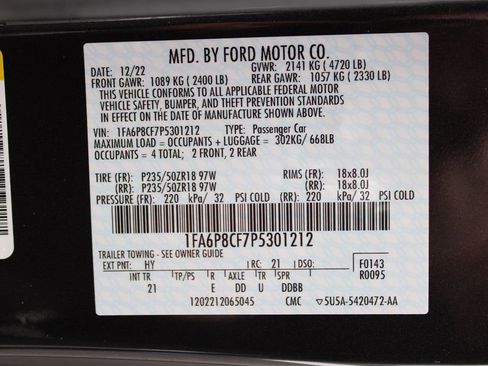 MFD. BY FORD MOTOR CO.
DATE: 12/22 GVWR: 2141 KG ( 4720 LB)
FRONT GAWR: 1089 KG ( 2400 LB) REAR GAWR: 1057 KG ( 2330 LB)
THIS VEHICLE CONFORMS TO ALL APPLICABLE FEDERAL MOTOR
VEHICLE SAFETY, BUMPER, AND THEFT PREVENTION STANDARDS
IN EFFECT ON THE DATE OF MANUFACTURE SHOWN ABOVE.
VIN: 1FA6P8CF7P5301212 TYPE: Passenger Car
MAXIMUM LOAD = OCCUPANTS + LUGGAGE = 302KG/ 668LB
OCCUPANTS = 4 TOTAL; 2 FRONT, 2 REAR
TIRE (FR): P235/50ZR18 97W RIMS (FR): 18x8.0J
(RR): P235/50ZR18 97W (RR): 18x8.0J
PRESSURE (FR): 220 kPa/ 32 PSI COLD (RR): 220 kPa/ 32 PSI COLD
1FA6P8CF7P5301212
TRAILER TOWING - SEE OWNER GUIDE
EXT PNT: HY RC: 21 DSO: F0143
INT TR TP/PS R AXLE TR SPR R0095
21 E DD U DDBB
1202212065045 CMC 5U5A-5420472-AA